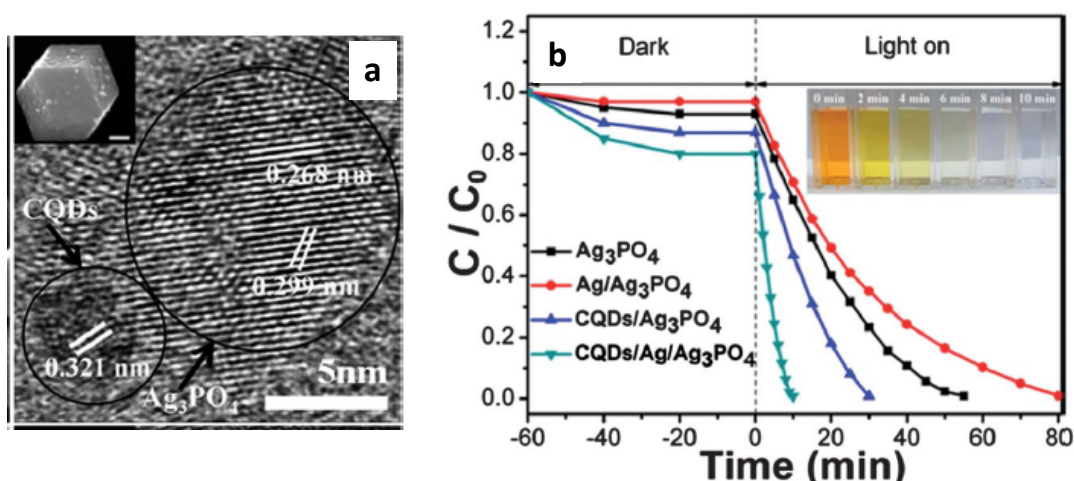 a
0.268 nm
CQDs
0.299 nm
0.321 nm
5nm
Ag₃PO₄
b
Dark
Light on
0 min 2 min 4 min 6 min 8 min 10 min
1.0
0.8
0.6
0.4
0.2
0.0
C / C₀
Ag₃PO₄
Ag/Ag₃PO₄
CQDs/Ag₃PO₄
CQDs/Ag/Ag₃PO₄
-60 -40 -20 0 20 40 60 80
Time (min)